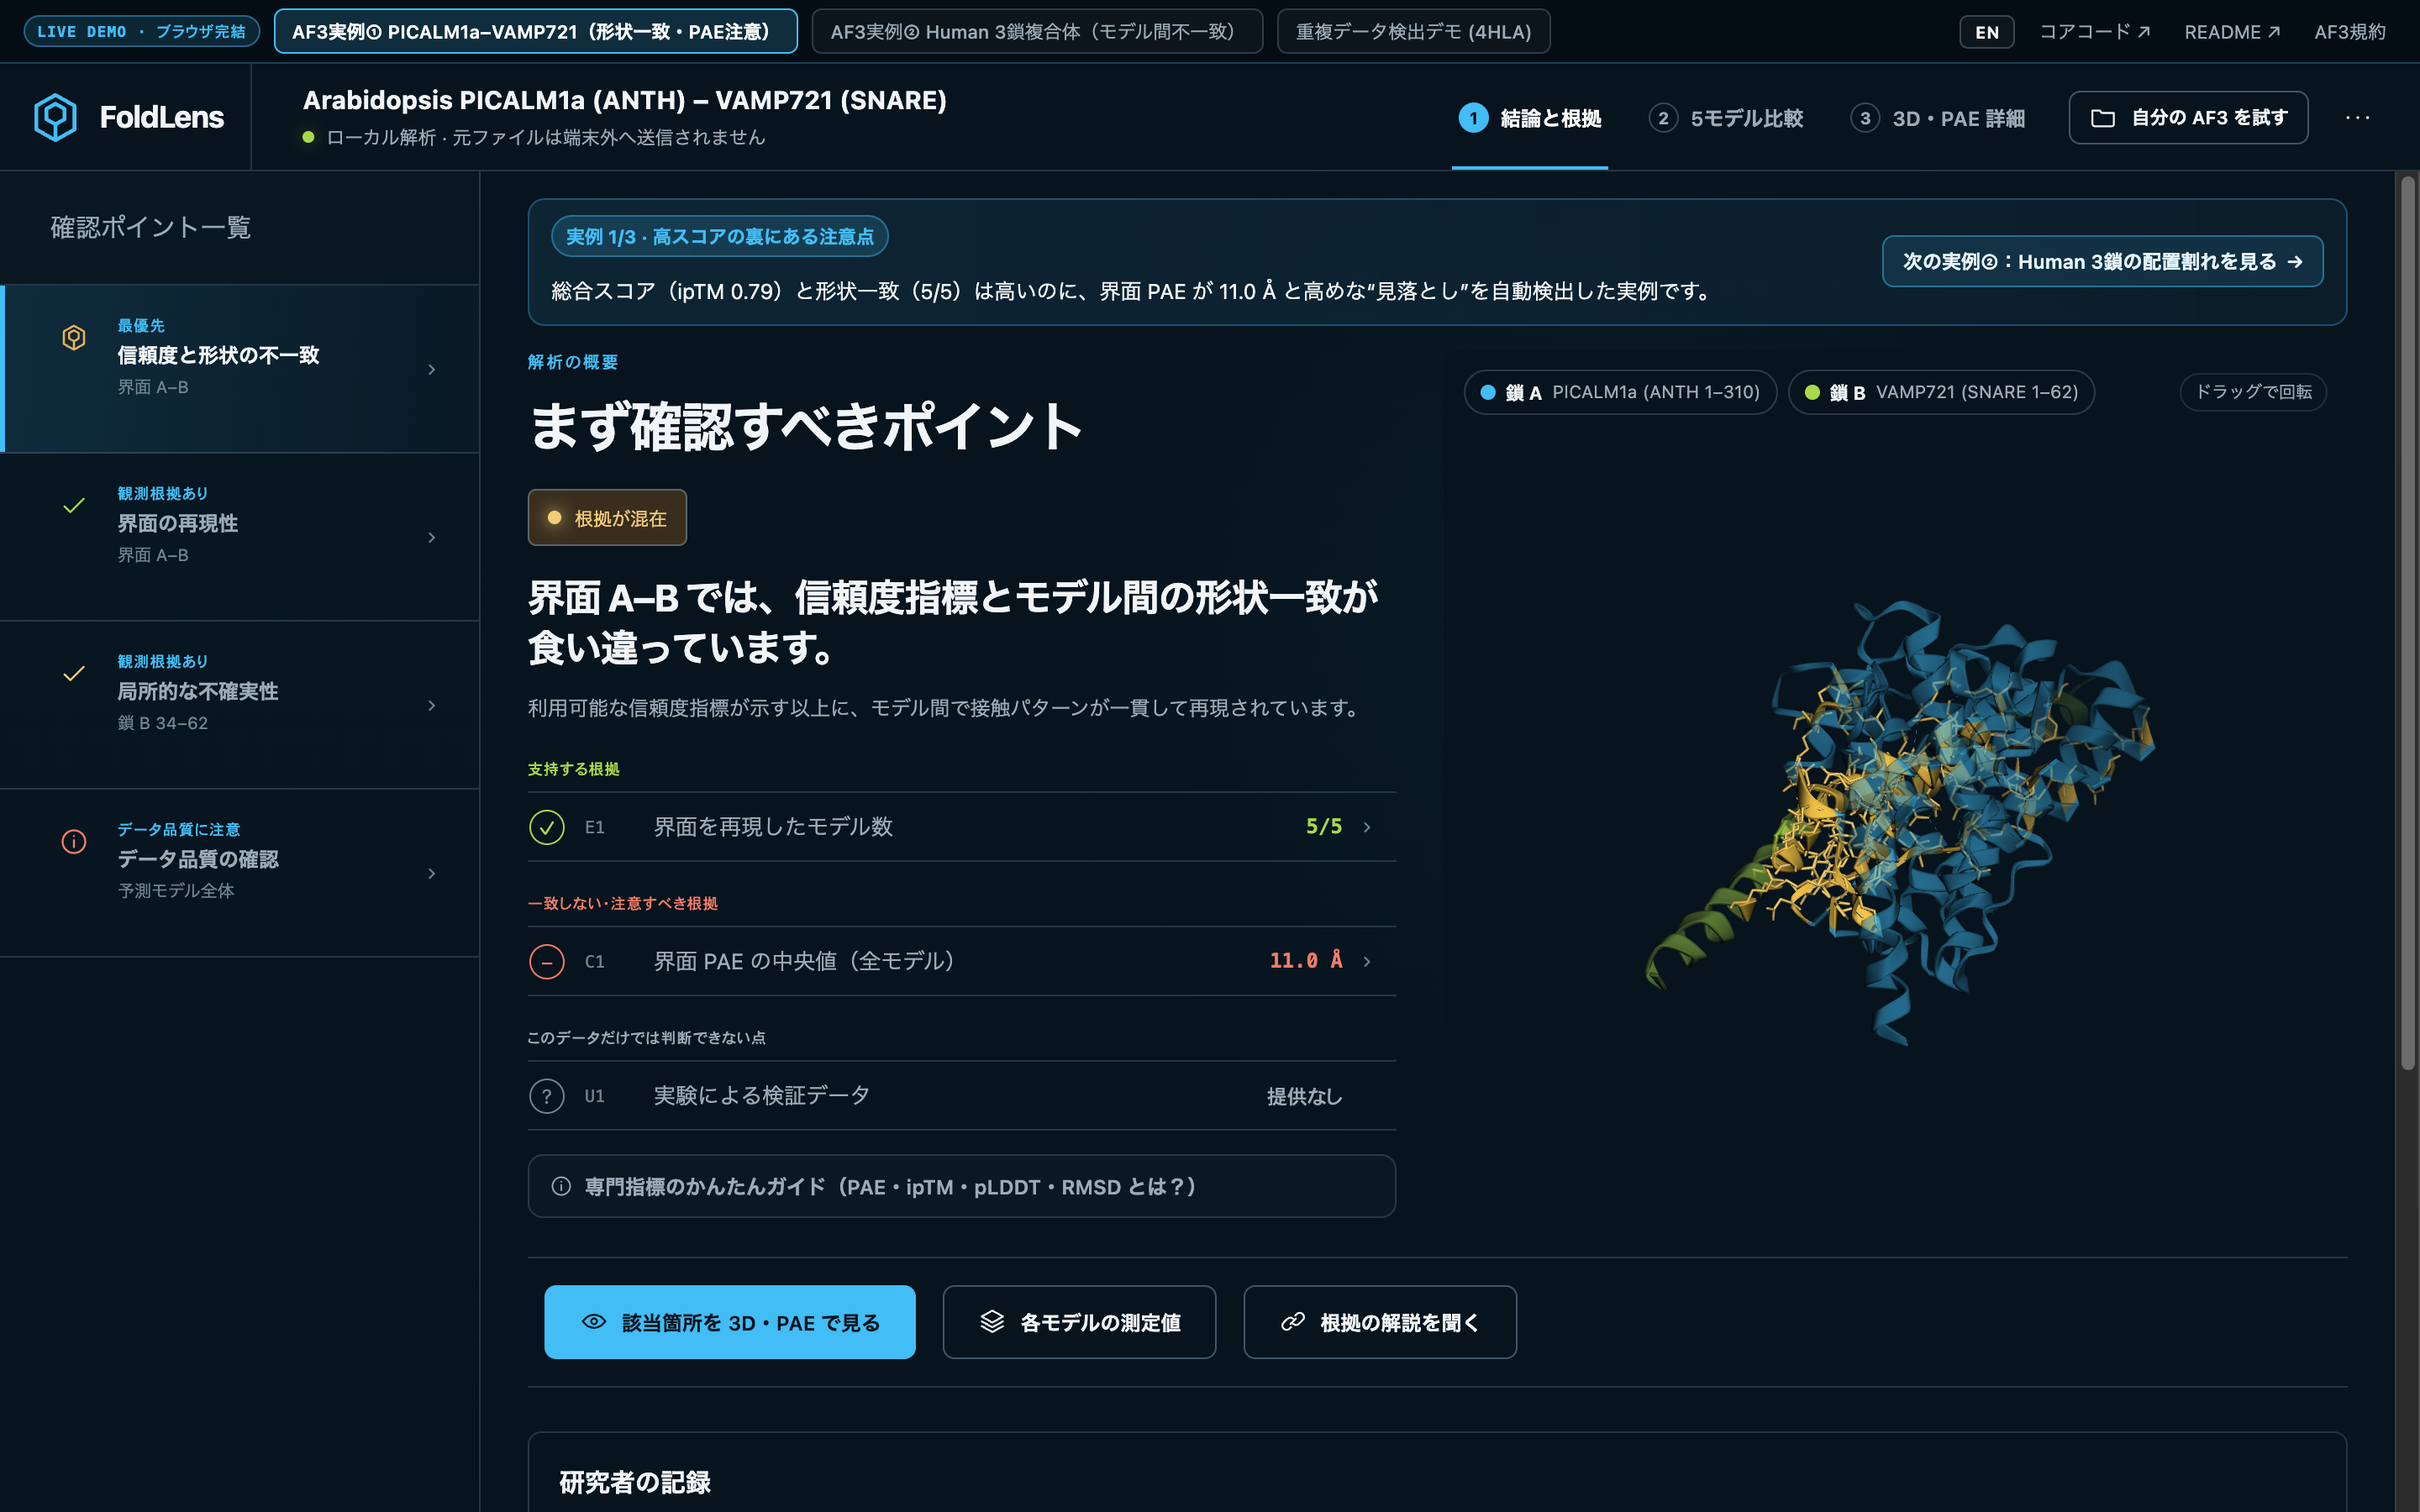 LIVE DEMO · ブラウザ完結
AF3実例① PICALM1a–VAMP721（形状一致・PAE注意）
AF3実例② Human 3鎖複合体（モデル間不一致）
重複データ検出デモ (4HLA)
EN
コアコード ↗
README ↗
AF3規約
FoldLens
Arabidopsis PICALM1a (ANTH) – VAMP721 (SNARE)
ローカル解析 · 元ファイルは端末外へ送信されません
1 結論と根拠
2 5モデル比較
3 3D・PAE 詳細
自分の AF3 を試す
···
確認ポイント一覧
最優先
信頼度と形状の不一致
界面 A–B
観測根拠あり
界面の再現性
界面 A–B
観測根拠あり
局所的な不確実性
鎖 B 34–62
データ品質に注意
データ品質の確認
予測モデル全体
実例 1/3 · 高スコアの裏にある注意点
総合スコア（ipTM 0.79）と形状一致（5/5）は高いのに、界面 PAE が 11.0 Å と高めな“見落とし”を自動検出した実例です。
次の実例②：Human 3鎖の配置割れを見る →
解析の概要
まず確認すべきポイント
根拠が混在
界面 A–B では、信頼度指標とモデル間の形状一致が
食い違っています。
利用可能な信頼度指標が示す以上に、モデル間で接触パターンが一貫して再現されています。
支持する根拠
E1 界面を再現したモデル数 5/5
一致しない・注意すべき根拠
C1 界面 PAE の中央値（全モデル） 11.0 Å
このデータだけでは判断できない点
? U1 実験による検証データ 提供なし
専門指標のかんたんガイド（PAE・ipTM・pLDDT・RMSD とは？）
鎖 A PICALM1a (ANTH 1–310)
鎖 B VAMP721 (SNARE 1–62)
ドラッグで回転
該当箇所を 3D・PAE で見る
各モデルの測定値
根拠の解説を聞く
研究者の記録